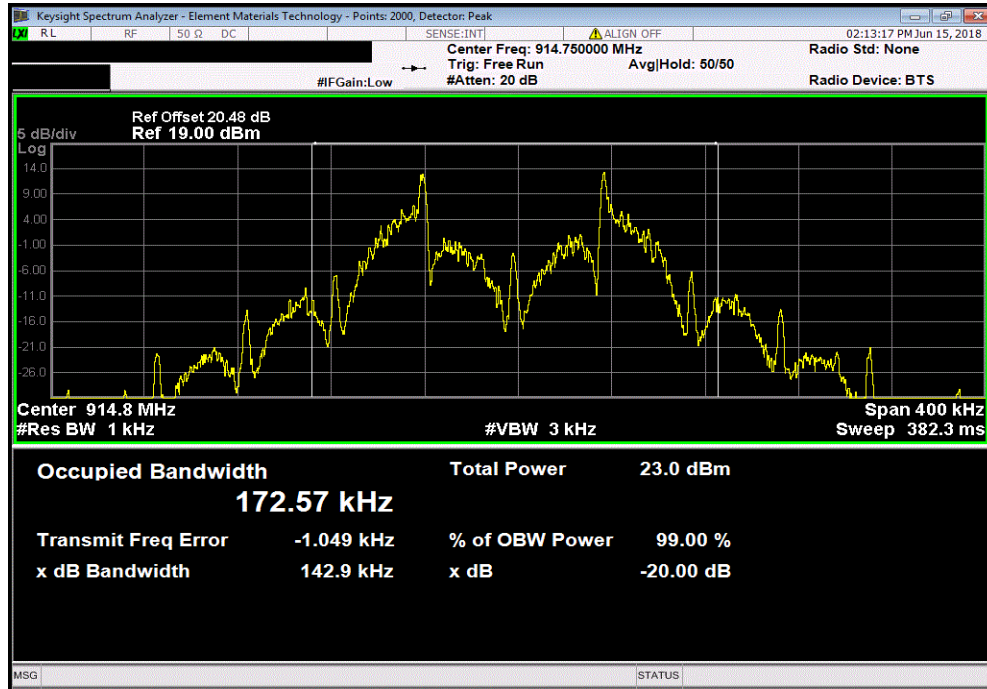 Keysight Spectrum Analyzer - Element Materials Technology - Points: 2000, Detector: Peak
LXI RL RF 50 Ω DC SENSE:INT ALIGN OFF 02:13:17 PM Jun 15, 2018
Center Freq: 914.750000 MHz Radio Std: None
Trig: Free Run Avg|Hold: 50/50
#IFGain:Low #Atten: 20 dB Radio Device: BTS
Ref Offset 20.48 dB
5 dB/div Ref 19.00 dBm
Log
14.0
9.00
4.00
-1.00
-6.00
-11.0
-16.0
-21.0
-26.0
Center 914.8 MHz Span 400 kHz
#Res BW 1 kHz #VBW 3 kHz Sweep 382.3 ms
Occupied Bandwidth Total Power 23.0 dBm
172.57 kHz
Transmit Freq Error -1.049 kHz % of OBW Power 99.00 %
x dB Bandwidth 142.9 kHz x dB -20.00 dB
MSG STATUS